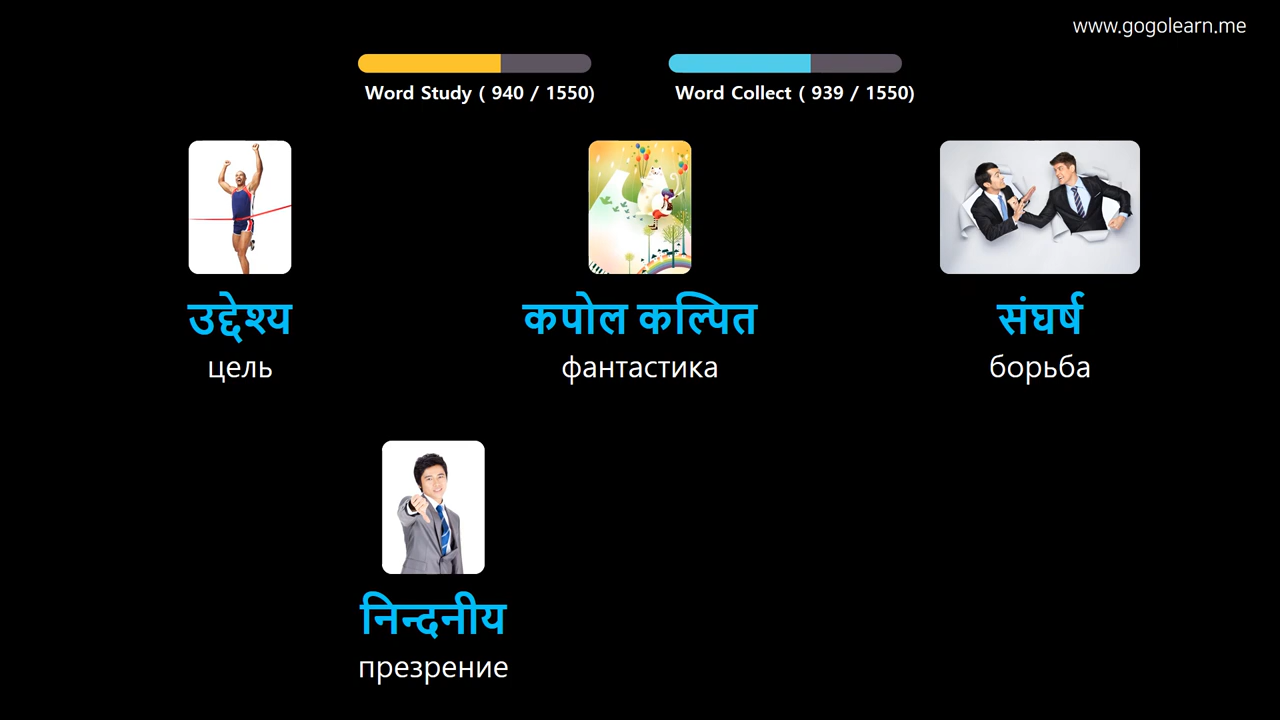 www.gogolearn.me
Word Study ( 940 / 1550)
Word Collect ( 939 / 1550)
उद्देश्य
цель
कपोल कल्पित
фантастика
संघर्ष
борьба
निन्दनीय
презрение